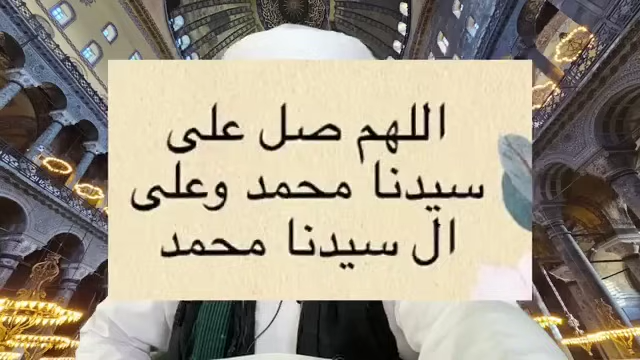 اللهم صل على
سيدنا محمد وعلى
ال سيدنا محمد